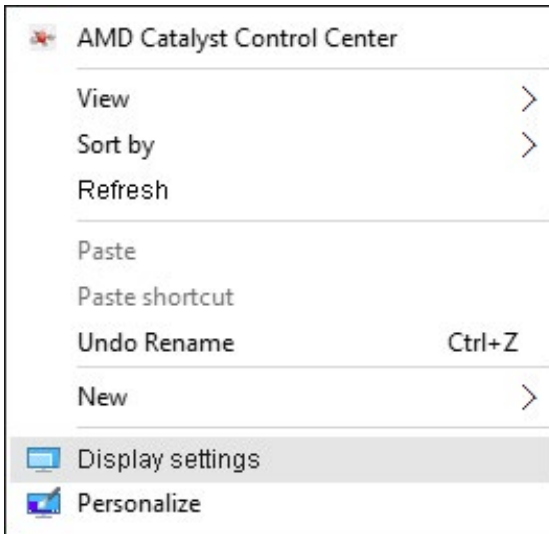 AMD Catalyst Control Center
View
Sort by
Refresh
Paste
Paste shortcut
Undo Rename Ctrl+Z
New
Display settings
Personalize